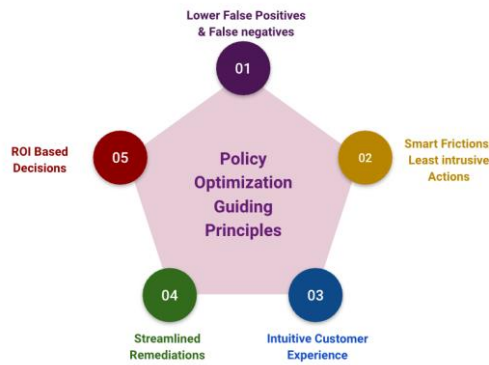 Lower False Positives
& False negatives
01
ROI Based
Decisions
05
Policy
Optimization
Guiding
Principles
02
Smart Frictions
Least intrusive
Actions
04
03
Streamlined
Remediations
Intuitive Customer
Experience